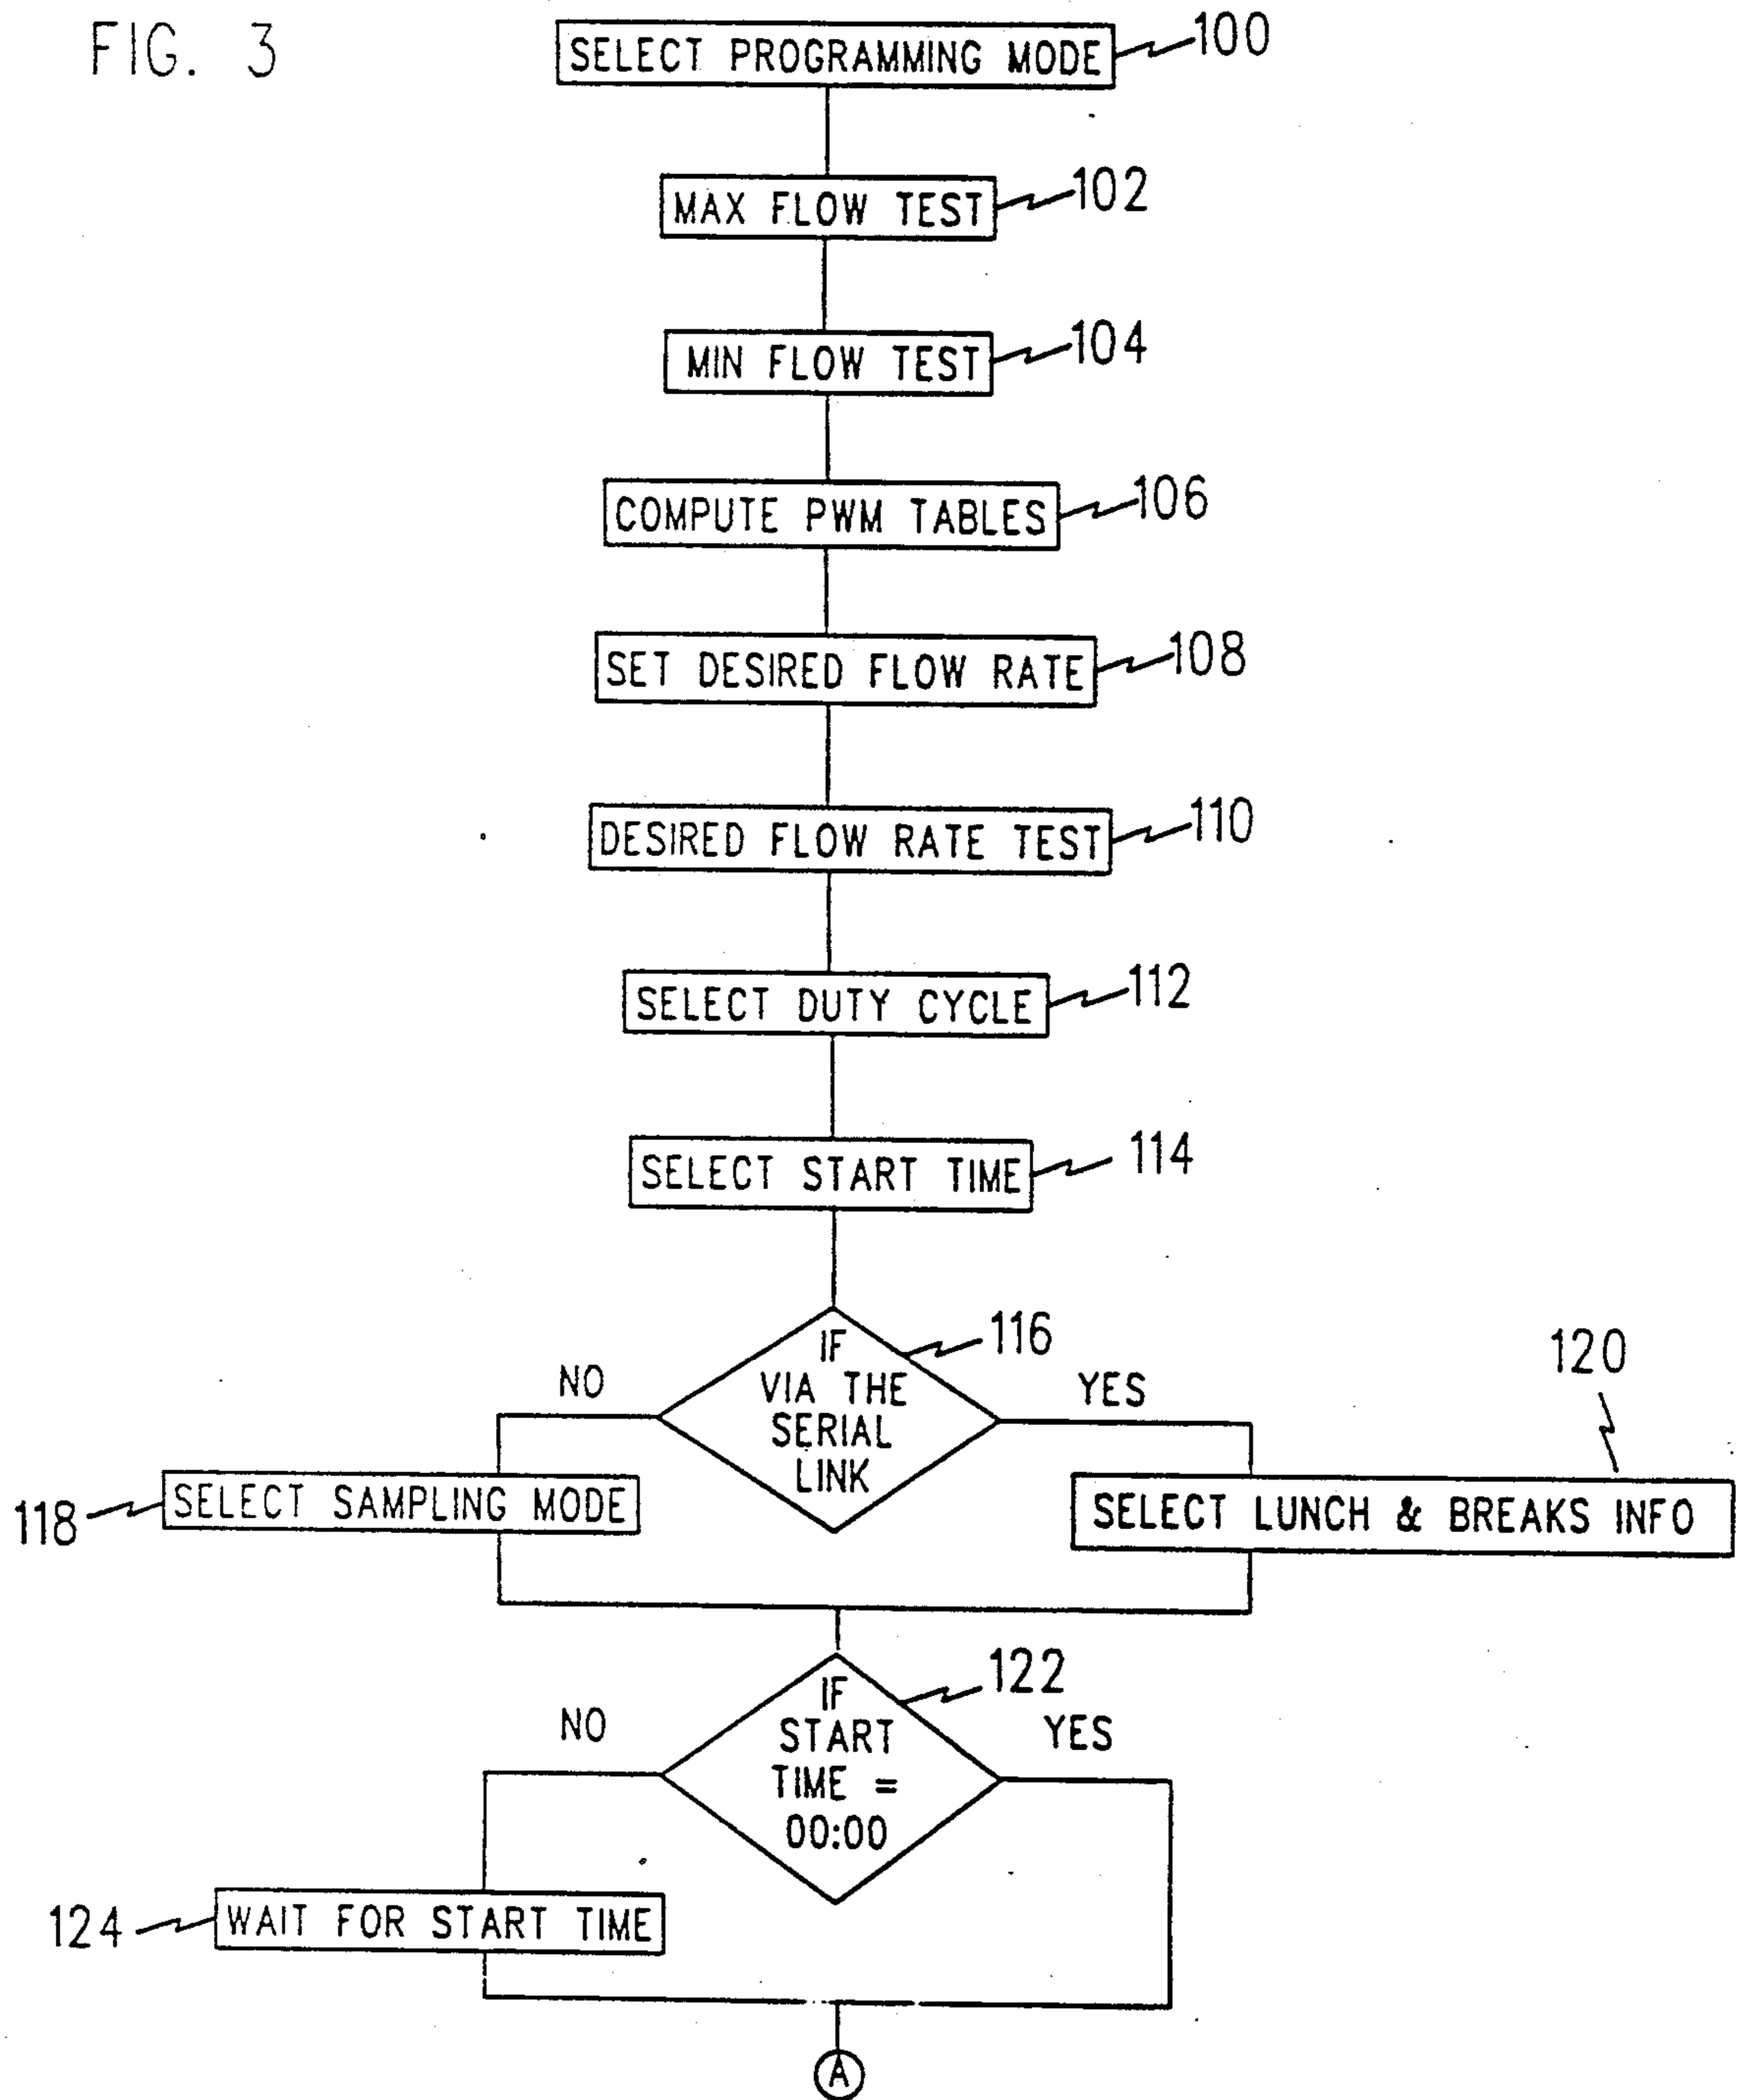 FIG. 3
SELECT PROGRAMMING MODE
100
MAX FLOW TEST
102
MIN FLOW TEST
104
COMPUTE PWM TABLES
106
SET DESIRED FLOW RATE
108
DESIRED FLOW RATE TEST
110
SELECT DUTY CYCLE
112
SELECT START TIME
114
IF
VIA THE
SERIAL
LINK
116
NO
YES
120
118
SELECT SAMPLING MODE
SELECT LUNCH & BREAKS INFO
IF
START
TIME =
00:00
122
NO
YES
124
WAIT FOR START TIME
A